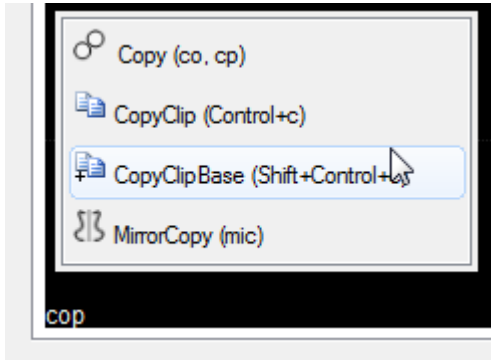 Copy (co, cp)
CopyClip (Control+c)
CopyClipBase (Shift+Control+
MirrorCopy (mic)
cop